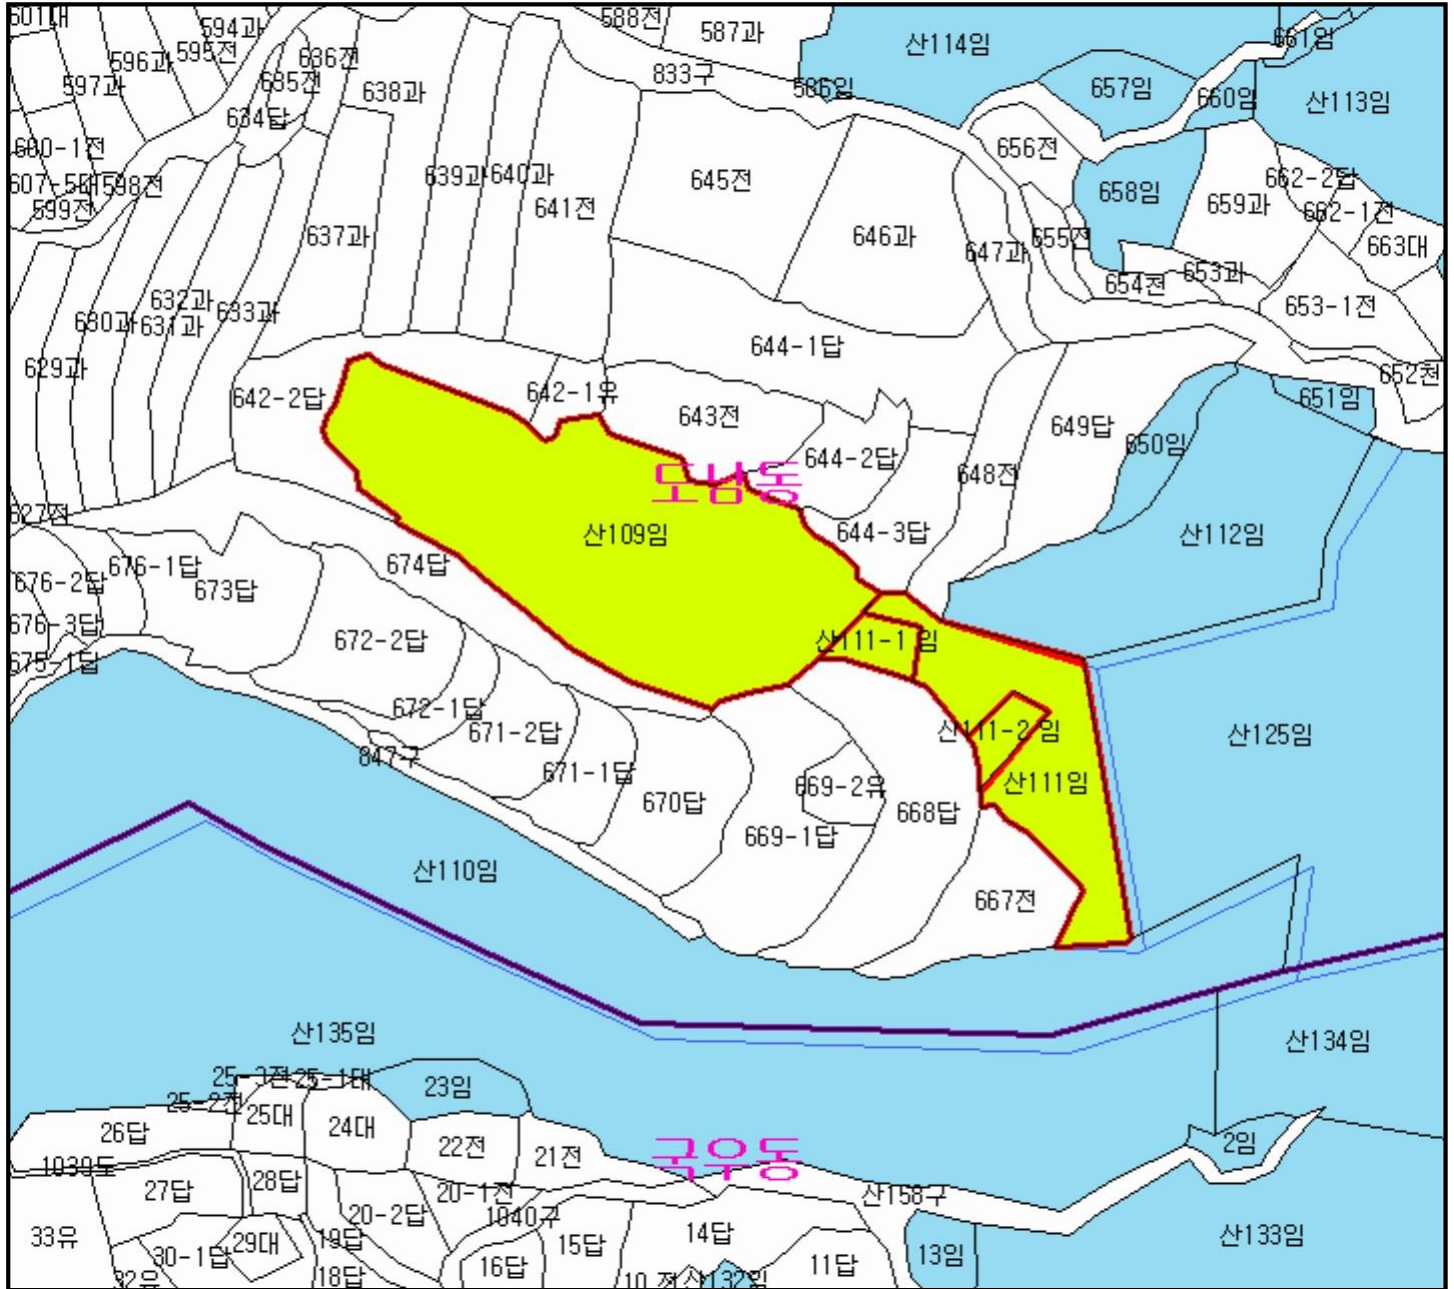 601대
594과
588전
587과
산114임
661임
596과
595전
636전
597과
635전
638과
833구
586임
657임
660임
산113임
634답
600-1전
656전
639과
640과
645전
662-2답
607-5대
598전
658임
599전
641전
659과
662-1전
637과
646과
647과
655전
663대
654천
653과
632과
633과
653-1전
630과
631과
644-1답
629과
652천
642-2답
642-1유
651임
643전
649답
650임
644-2답
도남동
648전
627전
산109임
644-3답
산112임
676-1답
674답
676-2답
673답
676-3답
672-2답
산111-1 임
675-1답
672-1답
671-2답
산111-2 임
산125임
847구
671-1답
산111임
669-2유
670답
668답
669-1답
산110임
667전
산135임
산134임
25-3전
25-1대
23임
25-2전
25대
24대
26답
22전
21전
2임
국우동
1039도
27답
28답
20-1전
산158구
20-2답
1040구
33유
29대
19답
15답
14답
산133임
30-1답
16답
11답
13임
32유
18답
10 전
산132임